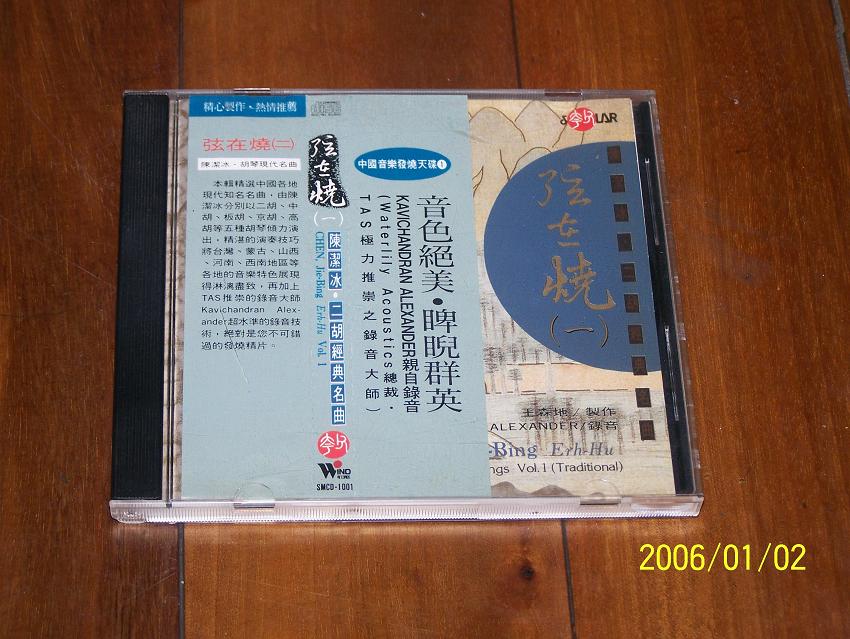 精心製作‧熱情推薦
弦在燒(二)
陳潔冰‧胡琴現代名曲
本輯精選中國各地
現代知名名曲，由陳
潔冰分別以二胡、中
胡、板胡、京胡、高
胡等五種胡琴傾力演
出，精湛的演奏技巧
將台灣、蒙古、山西
、河南、西南地區等
各地的音樂特色展現
得淋漓盡致，再加上
TAS推崇的錄音大師
Kavichandran Alex-
ander超水準的錄音技
術，絕對是您不可錯
過的發燒精片。
弦在燒
(一)
陳潔冰‧二胡經典名曲
CHEN, Jie-Bing Erh-Hu Vol. 1
WIND
RECORDS
SMCD-1001
中國音樂發燒天碟①
音色絕美‧睥睨群英
KAVICHANDRAN ALEXANDER親自錄音
(Waterlily Acoustics總裁‧
TAS極力推崇之錄音大師)
LAR
弦在燒
(一)
王森地/製作
ALEXANDER/錄音
-Bing Erh-Hu
ngs Vol.1 (Traditional)
2006/01/02